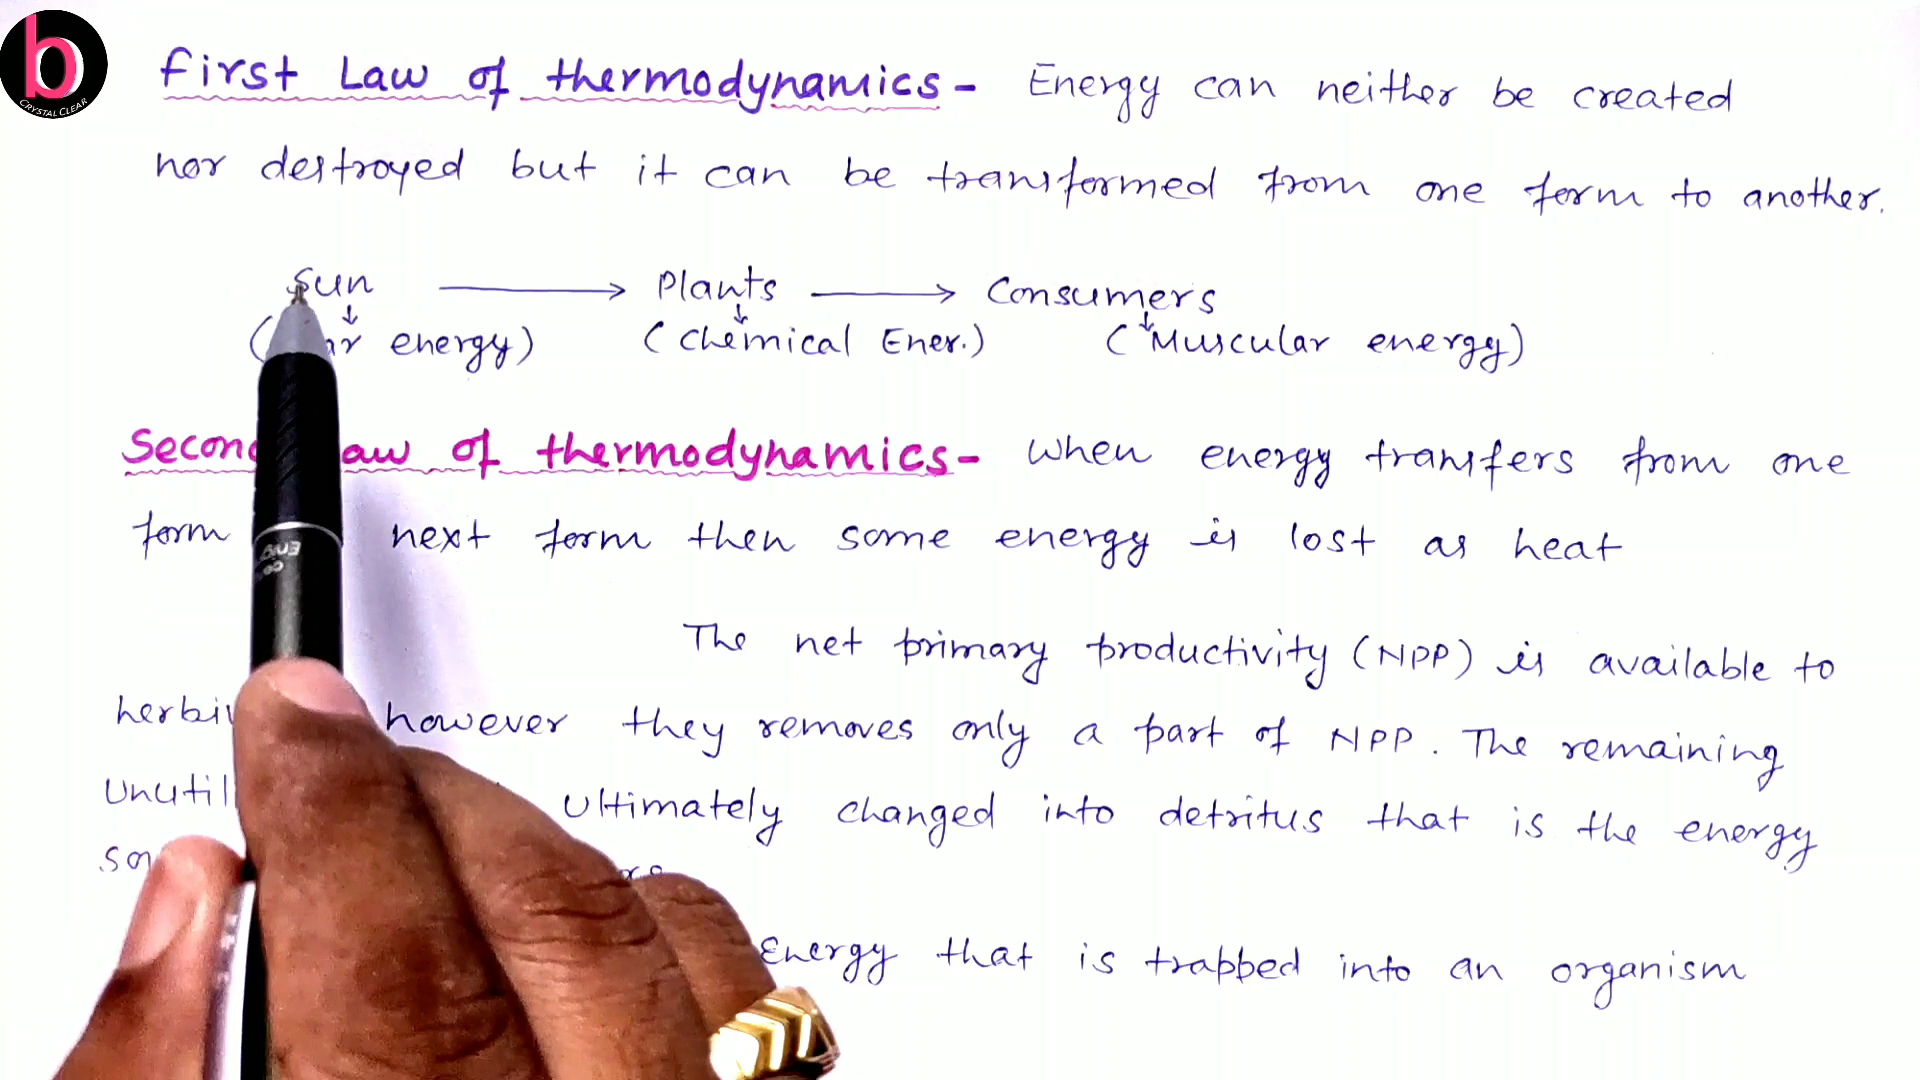 b
CRYSTAL CLEAR
First Law of thermodynamics - Energy can neither be created
nor destroyed but it can be transformed from one form to another.
Sun → Plants → Consumers
↓ ↓ ↓
( energy) (Chemical Ener.) (Muscular energy)
Second Law of thermodynamics - When energy transfers from one
form next form then some energy is lost as heat
The net primary productivity (NPP) is available to
however they removes only a part of NPP. The remaining
ultimately changed into detritus that is the energy
Energy that is trapped into an organism